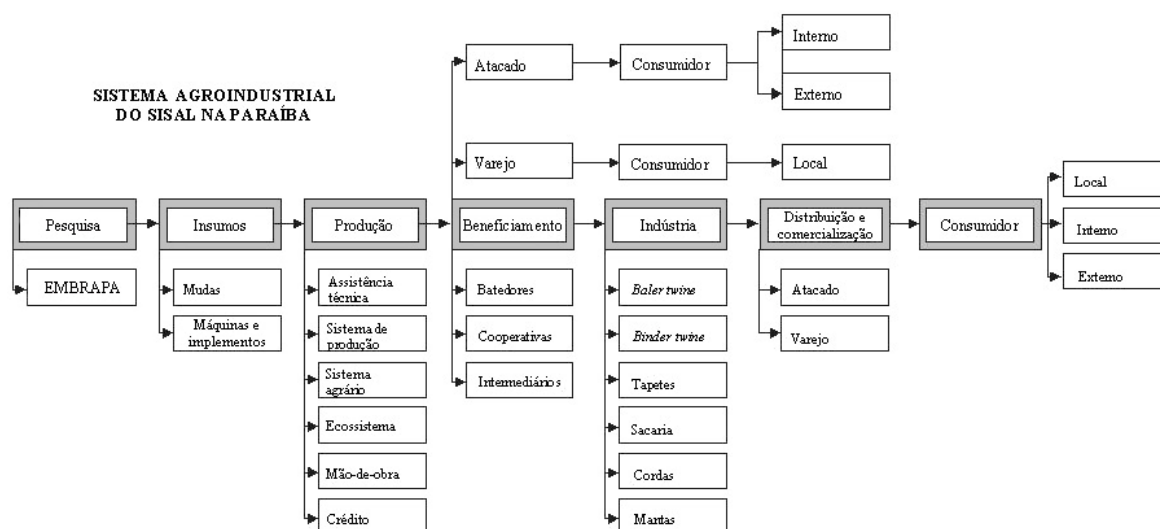 Interno
Atacado
Consumidor
Externo
SISTEMA AGROINDUSTRIAL
DO SISAL NA PARAÍBA
Varejo
Consumidor
Local
Local
Pesquisa
Insumos
Produção
Beneficiamento
Indústria
Distribuição e
comercialização
Consumidor
Interno
Externo
EMBRAPA
Mudas
Máquinas e
implementos
Assistência
técnica
Sistema de
produção
Sistema
agrário
Ecossistema
Mão-de-obra
Crédito
Batedores
Cooperativas
Intermediários
Baler twine
Binder twine
Tapetes
Sacaria
Cordas
Mantas
Atacado
Varejo